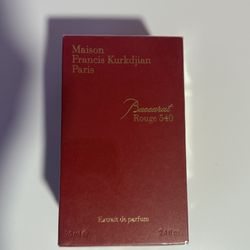 Maison
Francis Kurkdjian
Paris
Baccarat
Rouge 540
Extrait de parfum